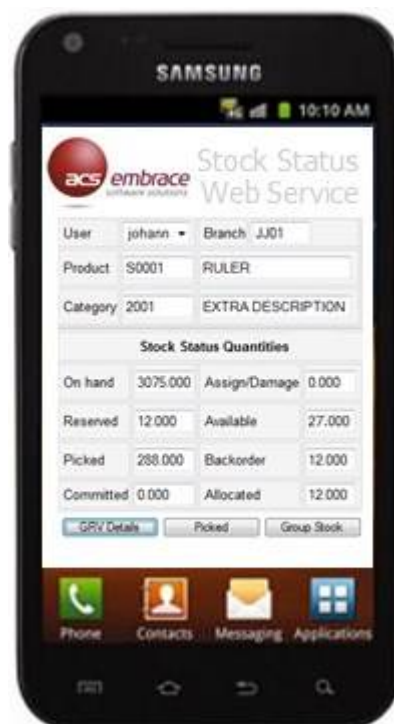 SAMSUNG
4G 10:10 AM
acs embrace
software solutions
Stock Status
Web Service
User johann Branch JJ01
Product S0001 RULER
Category 2001 EXTRA DESCRIPTION
Stock Status Quantities
On hand 3075.000 Assign/Damage 0.000
Reserved 12.000 Available 27.000
Picked 288.000 Backorder 12.000
Committed 0.000 Allocated 12.000
GRV Details Picked Group Stock
Phone Contacts Messaging Applications